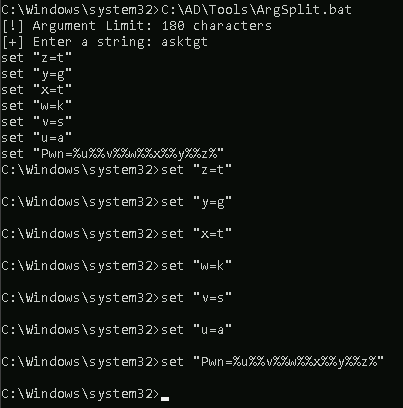 C:\Windows\system32>C:\AD\Tools\ArgSplit.bat
[!] Argument Limit: 180 characters
[+] Enter a string: asktgt
set "z=t"
set "y=g"
set "x=t"
set "w=k"
set "v=s"
set "u=a"
set "Pwn=%u%%v%%w%%x%%y%%z%"
C:\Windows\system32>set "z=t"
C:\Windows\system32>set "y=g"
C:\Windows\system32>set "x=t"
C:\Windows\system32>set "w=k"
C:\Windows\system32>set "v=s"
C:\Windows\system32>set "u=a"
C:\Windows\system32>set "Pwn=%u%%v%%w%%x%%y%%z%"
C:\Windows\system32>